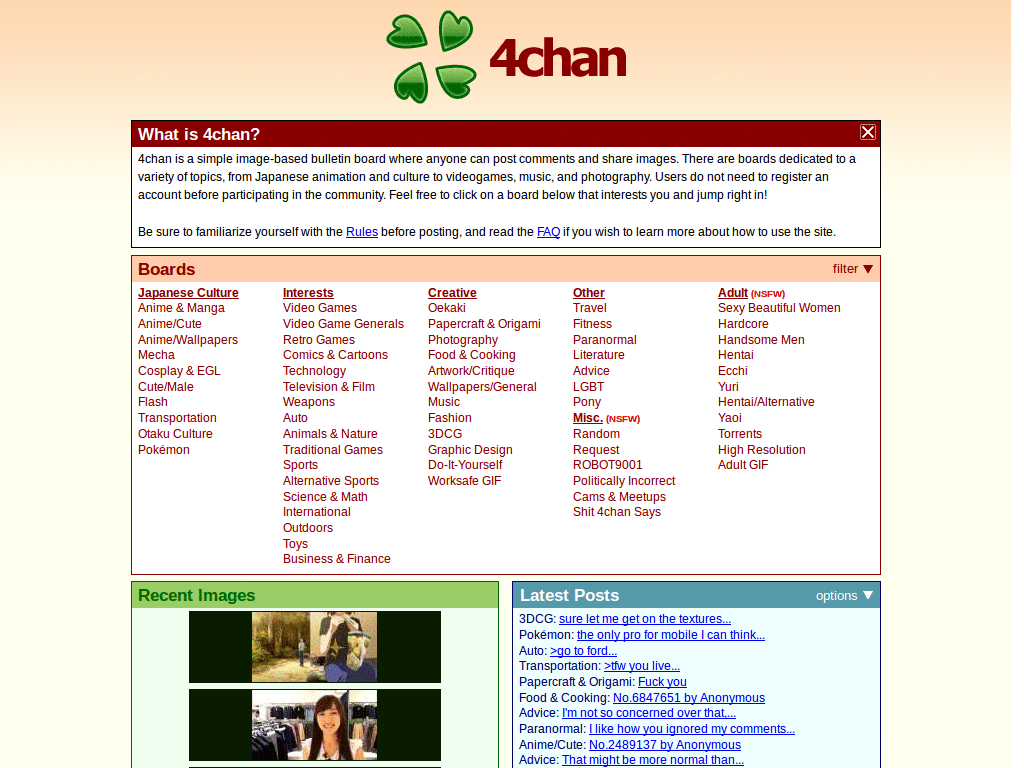 4chan
What is 4chan?
4chan is a simple image-based bulletin board where anyone can post comments and share images. There are boards dedicated to a
variety of topics, from Japanese animation and culture to videogames, music, and photography. Users do not need to register an
account before participating in the community. Feel free to click on a board below that interests you and jump right in!
Be sure to familiarize yourself with the Rules before posting, and read the FAQ if you wish to learn more about how to use the site.
Boards
filter ▼
Japanese Culture
Anime & Manga
Anime/Cute
Anime/Wallpapers
Mecha
Cosplay & EGL
Cute/Male
Flash
Transportation
Otaku Culture
Pokémon
Interests
Video Games
Video Game Generals
Retro Games
Comics & Cartoons
Technology
Television & Film
Weapons
Auto
Animals & Nature
Traditional Games
Sports
Alternative Sports
Science & Math
International
Outdoors
Toys
Business & Finance
Creative
Oekaki
Papercraft & Origami
Photography
Food & Cooking
Artwork/Critique
Wallpapers/General
Music
Fashion
3DCG
Graphic Design
Do-It-Yourself
Worksafe GIF
Other
Travel
Fitness
Paranormal
Literature
Advice
LGBT
Pony
Misc. (NSFW)
Random
Request
ROBOT9001
Politically Incorrect
Cams & Meetups
Shit 4chan Says
Adult (NSFW)
Sexy Beautiful Women
Hardcore
Handsome Men
Hentai
Ecchi
Yuri
Hentai/Alternative
Yaoi
Torrents
High Resolution
Adult GIF
Recent Images
Latest Posts
options ▼
3DCG: sure let me get on the textures...
Pokémon: the only pro for mobile I can think...
Auto: >go to ford...
Transportation: >tfw you live...
Papercraft & Origami: Fuck you
Food & Cooking: No.6847651 by Anonymous
Advice: I'm not so concerned over that,...
Paranormal: I like how you ignored my comments...
Anime/Cute: No.2489137 by Anonymous
Advice: That might be more normal than...